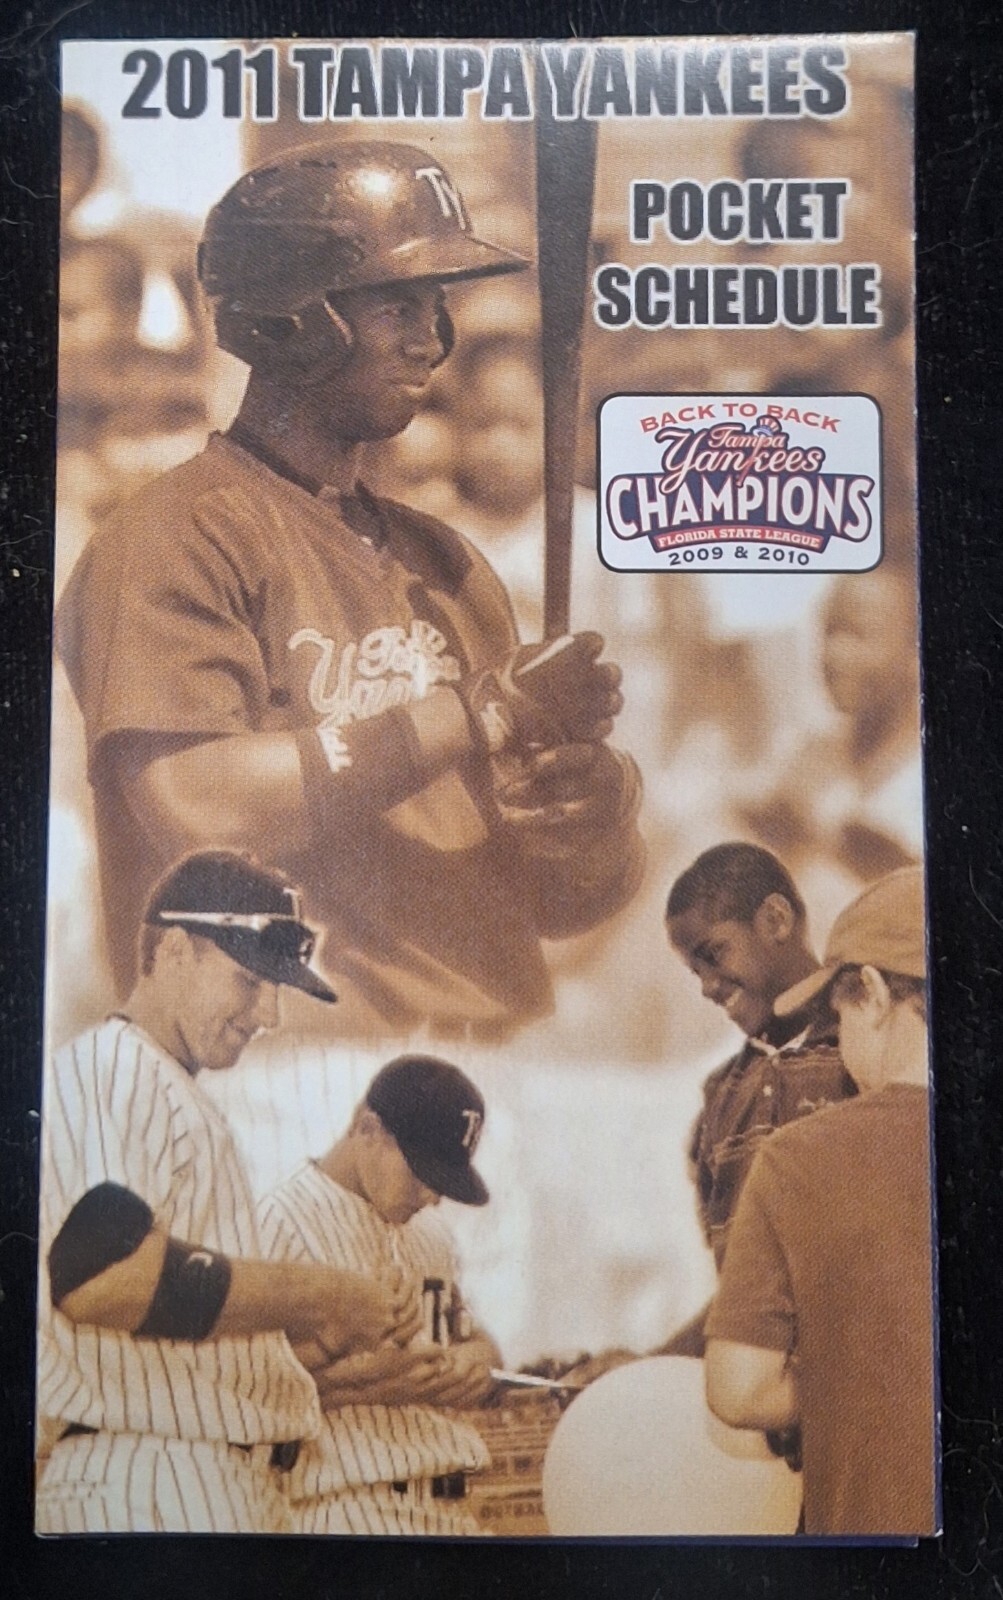 2011 TAMPA YANKEES
POCKET
SCHEDULE
BACK TO BACK
Tampa
Yankees
CHAMPIONS
FLORIDA STATE LEAGUE
2009 & 2010